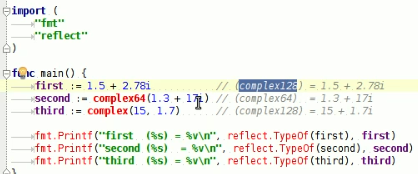 import (
"fmt"
"reflect"
)
func main() {
first := 1.5 + 2.78i // (complex128) = 1.5 + 2.78i
second := complex64(1.3 + 17i) // (complex64) = 1.3 + 17i
third := complex(15, 1.7) // (complex128) = 15 + 1.7i
fmt.Printf("first (%s) = %v\n", reflect.TypeOf(first), first)
fmt.Printf("second (%s) = %v\n", reflect.TypeOf(second), second)
fmt.Printf("third (%s) = %v\n", reflect.TypeOf(third), third)
}